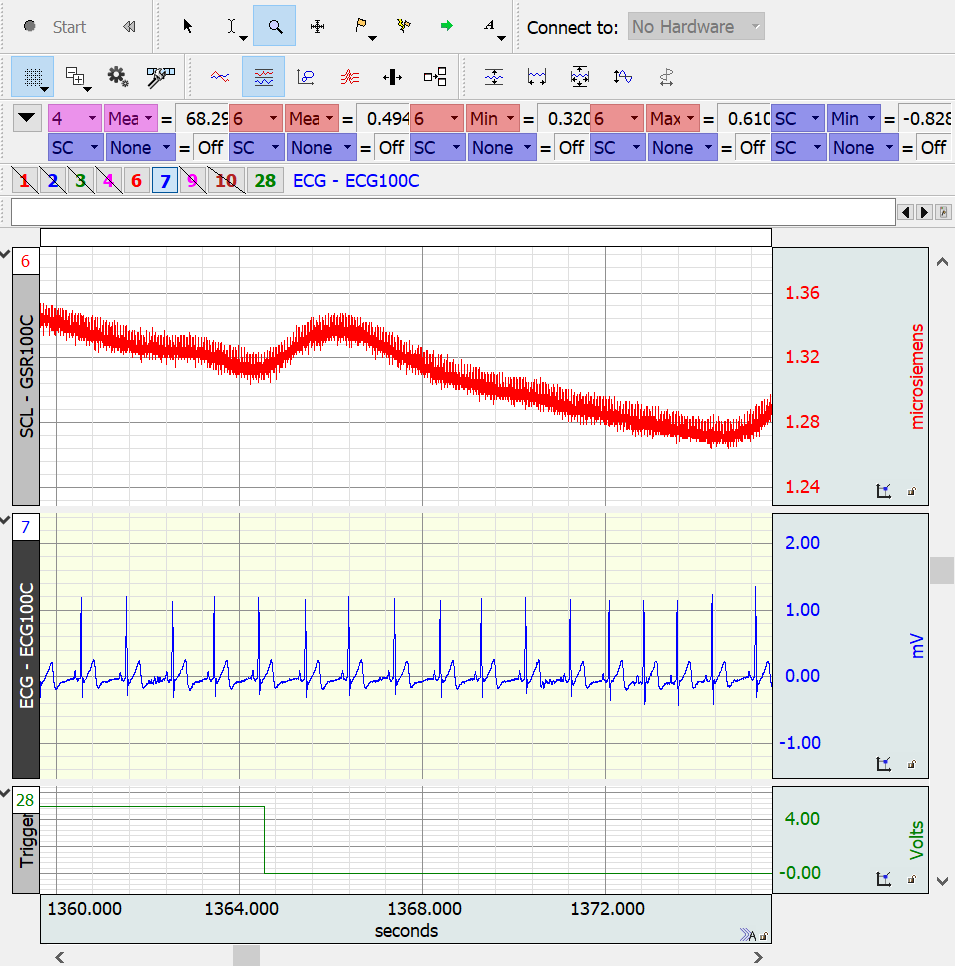 Start A Connect to: No Hardware
4 Mea = 68.29 6 Mea = 0.494 6 Min = 0.320 6 Max = 0.610 SC Min = -0.828
SC None = Off SC None = Off SC None = Off SC None = Off SC None = Off
1 2 3 4 6 7 9 10 28 ECG - ECG100C
6
SCL - GSR100C
1.36
1.32
1.28
1.24
microsiemens
7
ECG - ECG100C
2.00
1.00
0.00
-1.00
mV
28
Trigger
4.00
-0.00
Volts
1360.000 1364.000 1368.000 1372.000
seconds
A